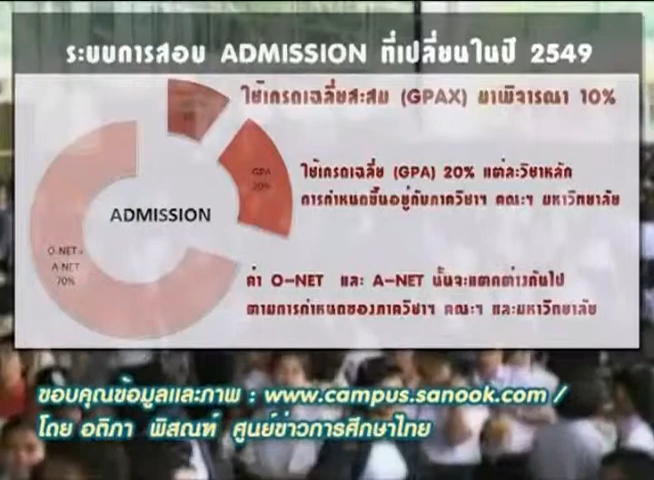 ระบบการสอบ ADMISSION ที่เปลี่ยนในปี 2549
ใช้เกรดเฉลี่ยสะสม (GPAX) มาพิจารณา 10%
GPA
20%
ใช้เกรดเฉลี่ย (GPA) 20% แต่ละวิชาหลัก
การกำหนดขึ้นอยู่กับภาควิชาฯ คณะฯ มหาวิทยาลัย
ADMISSION
O-NET+
A-NET
70%
ค่า O-NET และ A-NET นั้นจะแตกต่างกันไป
ตามการกำหนดของภาควิชาฯ คณะฯ และมหาวิทยาลัย
ขอบคุณข้อมูลและภาพ : www.campus.sanook.com /
โดย อติภา พิสณฑ์ ศูนย์ข่าวการศึกษาไทย